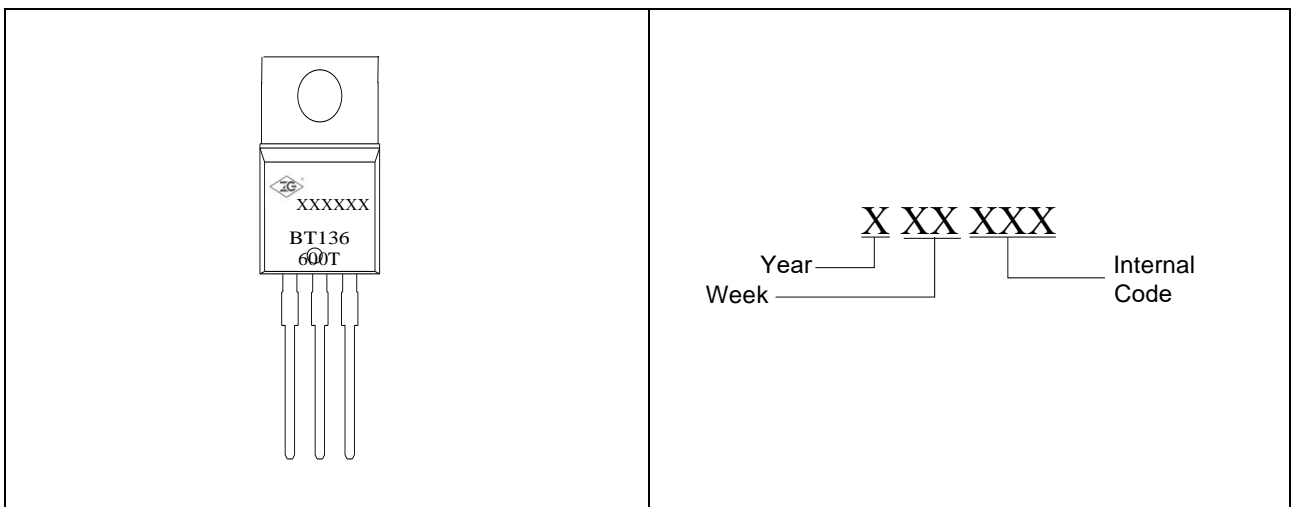 XXXXXX
BT136
600T
X XX XXX
Year
Week
Internal
Code